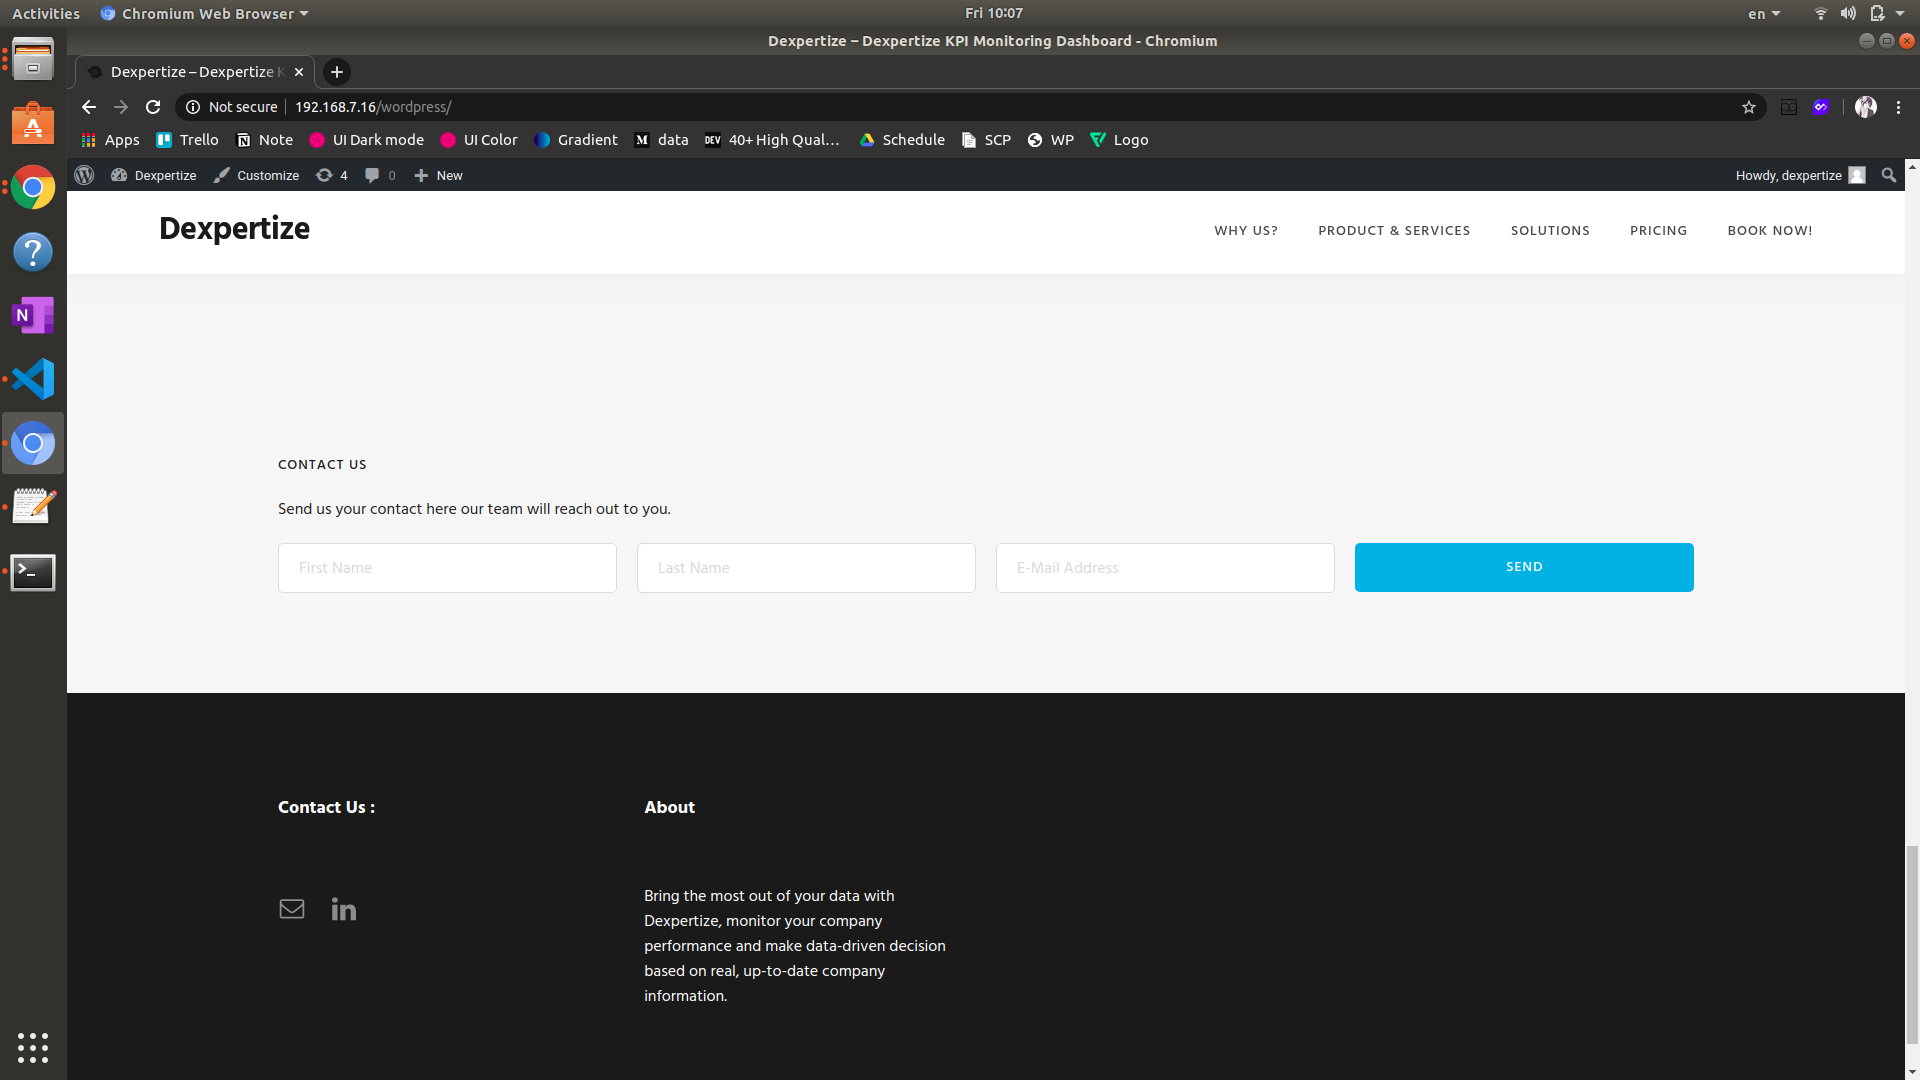 Activities Chromium Web Browser Fri 10:07 en
Dexpertize – Dexpertize KPI Monitoring Dashboard - Chromium
Dexpertize – Dexpertize K
Not secure 192.168.7.16/wordpress/
Apps Trello Note UI Dark mode UI Color Gradient data 40+ High Qual... Schedule SCP WP Logo
Dexpertize Customize 4 0 New Howdy, dexpertize
Dexpertize WHY US? PRODUCT & SERVICES SOLUTIONS PRICING BOOK NOW!
CONTACT US
Send us your contact here our team will reach out to you.
First Name Last Name E-Mail Address SEND
Contact Us : About
Bring the most out of your data with
Dexpertize, monitor your company
performance and make data-driven decision
based on real, up-to-date company
information.